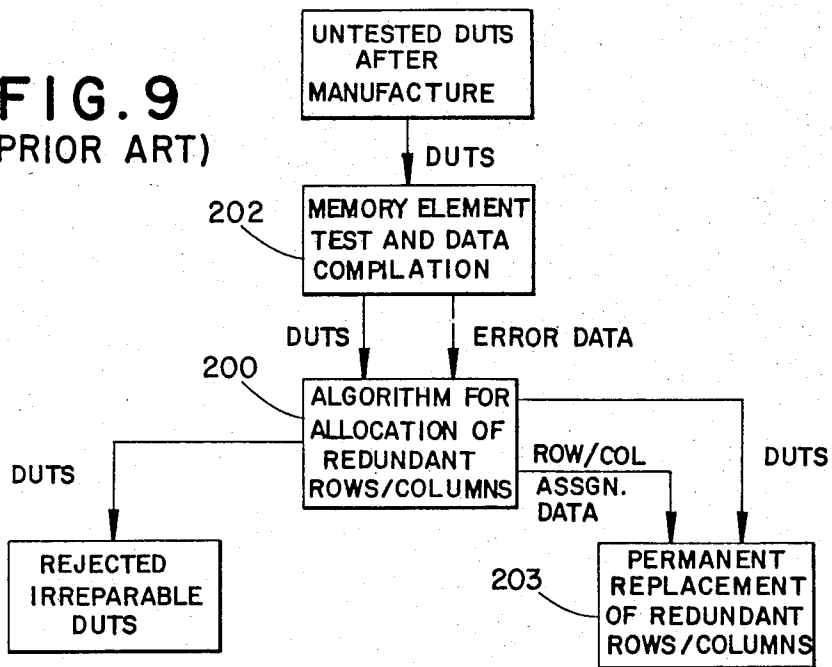 UNTESTED DUTS
AFTER
MANUFACTURE
FIG. 9
PRIOR ART)
DUTS
202
MEMORY ELEMENT
TEST AND DATA
COMPILATION
DUTS
ERROR DATA
200
ALGORITHM FOR
ALLOCATION OF
REDUNDANT
ROWS/COLUMNS
DUTS
ROW/COL
ASSGN.
DATA
DUTS
REJECTED
IRREPARABLE
DUTS
203
PERMANENT
REPLACEMENT
OF REDUNDANT
ROWS/COLUMNS